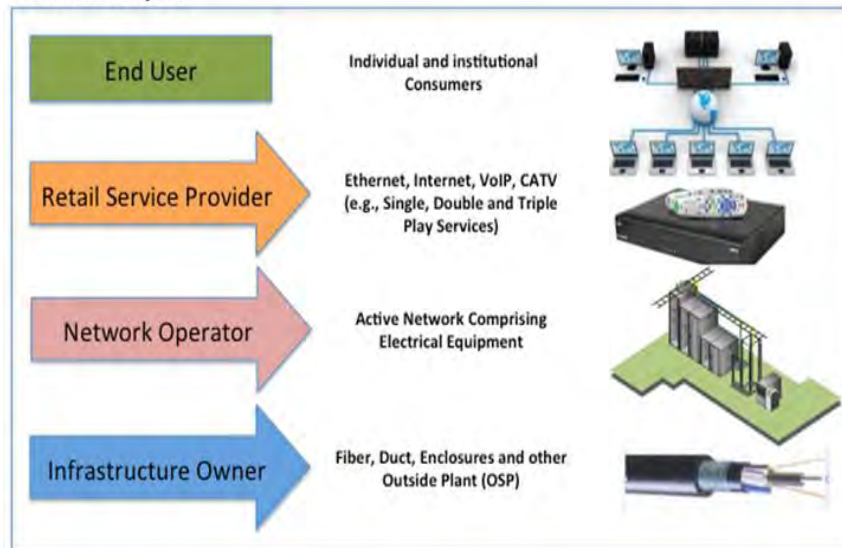 End User
Individual and institutional
Consumers
Retail Service Provider
Ethernet, Internet, VoIP, CATV
(e.g., Single, Double and Triple
Play Services)
Network Operator
Active Network Comprising
Electrical Equipment
Infrastructure Owner
Fiber, Duct, Enclosures and other
Outside Plant (OSP)